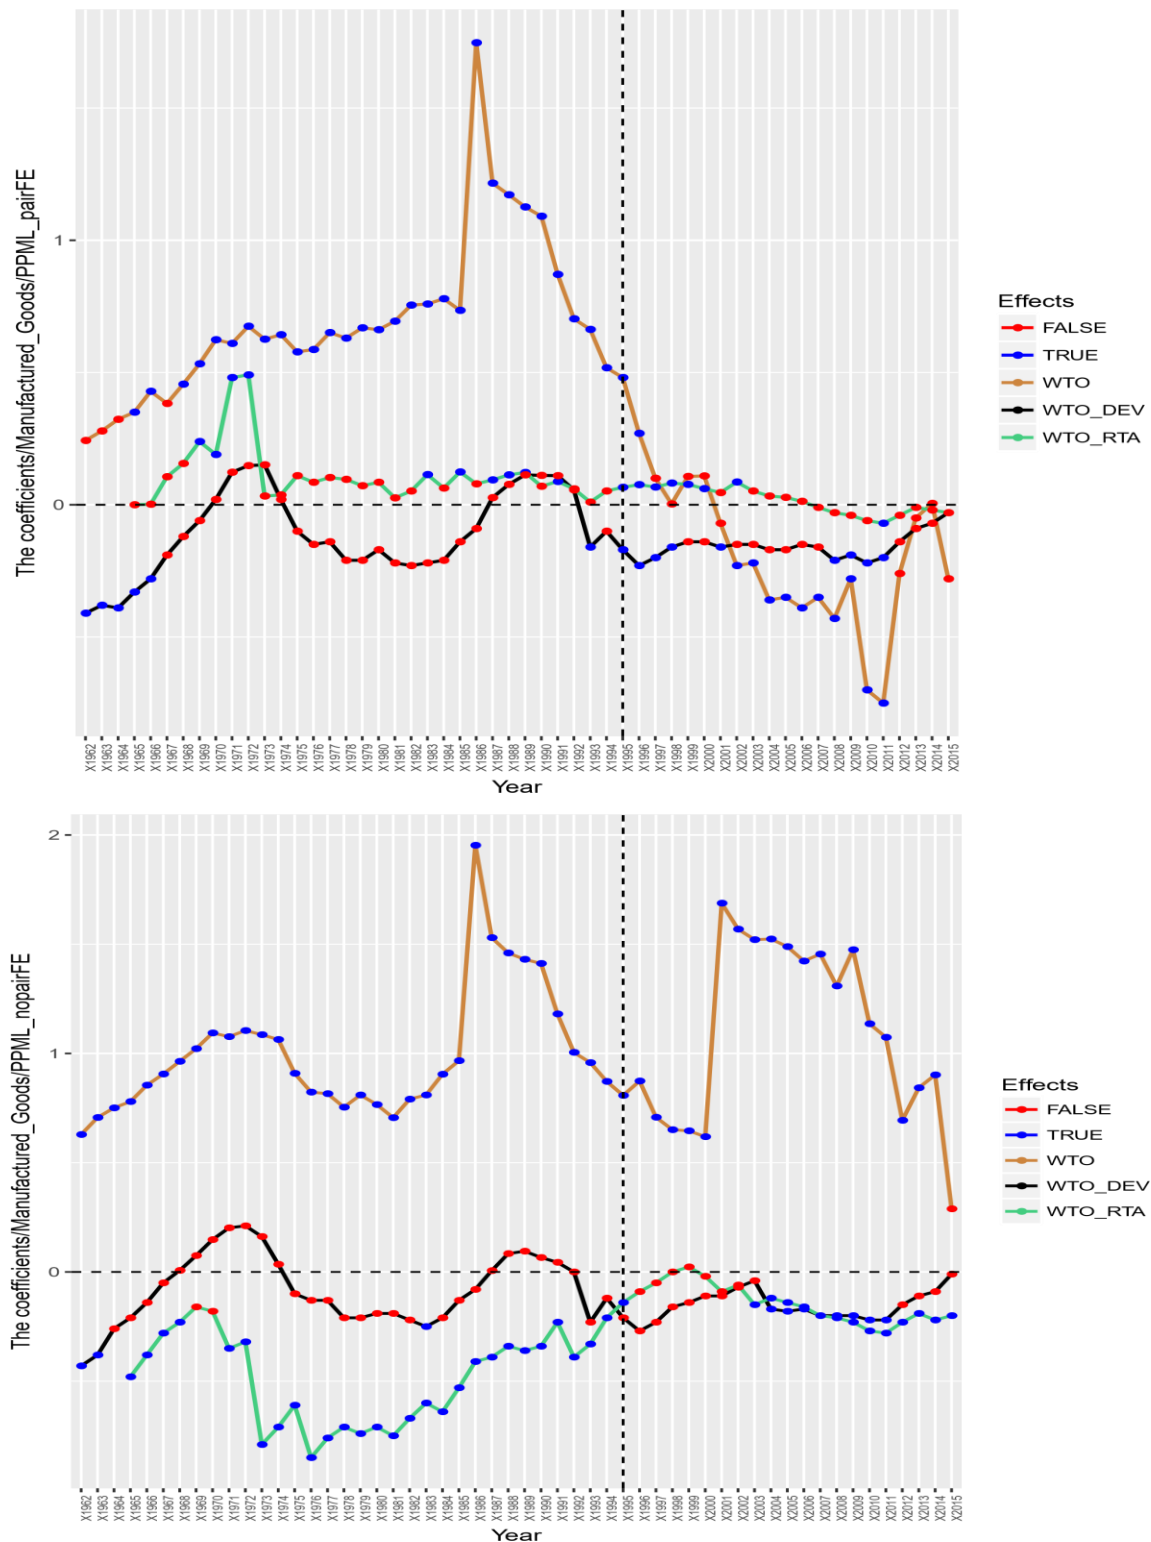 The coefficients/Manufactured_Goods/PPML_pairFE
1
0
X1962
X1963
X1964
X1965
X1966
X1967
X1968
X1969
X1970
X1971
X1972
X1973
X1974
X1975
X1976
X1977
X1978
X1979
X1980
X1981
X1982
X1983
X1984
X1985
X1986
X1987
X1988
X1989
X1990
X1991
X1992
X1993
X1994
X1995
X1996
X1997
X1998
X1999
X2000
X2001
X2002
X2003
X2004
X2005
X2006
X2007
X2008
X2009
X2010
X2011
X2012
X2013
X2014
X2015
Year
Effects
FALSE
TRUE
WTO
WTO_DEV
WTO_RTA
The coefficients/Manufactured_Goods/PPML_nopairFE
2
1
0
X1962
X1963
X1964
X1965
X1966
X1967
X1968
X1969
X1970
X1971
X1972
X1973
X1974
X1975
X1976
X1977
X1978
X1979
X1980
X1981
X1982
X1983
X1984
X1985
X1986
X1987
X1988
X1989
X1990
X1991
X1992
X1993
X1994
X1995
X1996
X1997
X1998
X1999
X2000
X2001
X2002
X2003
X2004
X2005
X2006
X2007
X2008
X2009
X2010
X2011
X2012
X2013
X2014
X2015
Year
Effects
FALSE
TRUE
WTO
WTO_DEV
WTO_RTA